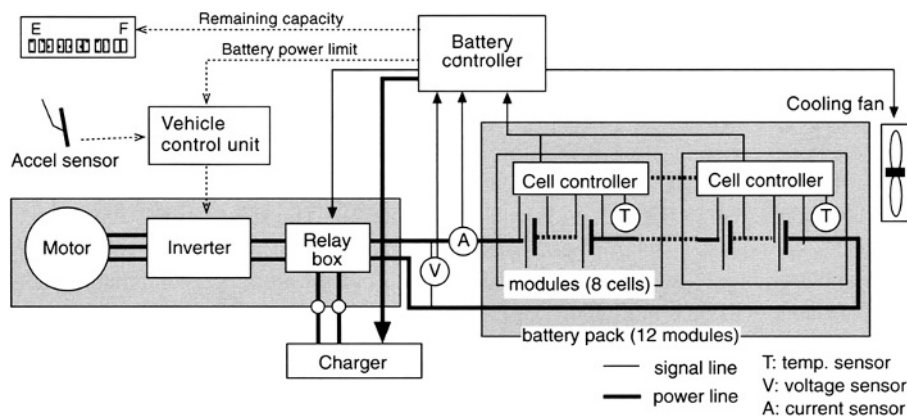 E F
Remaining capacity
Battery power limit
Battery
controller
Cooling fan
Accel sensor
Vehicle
control unit
Cell controller
Cell controller
T
T
Motor
Inverter
Relay
box
A
V
modules (8 cells)
battery pack (12 modules)
Charger
signal line
power line
T: temp. sensor
V: voltage sensor
A: current sensor